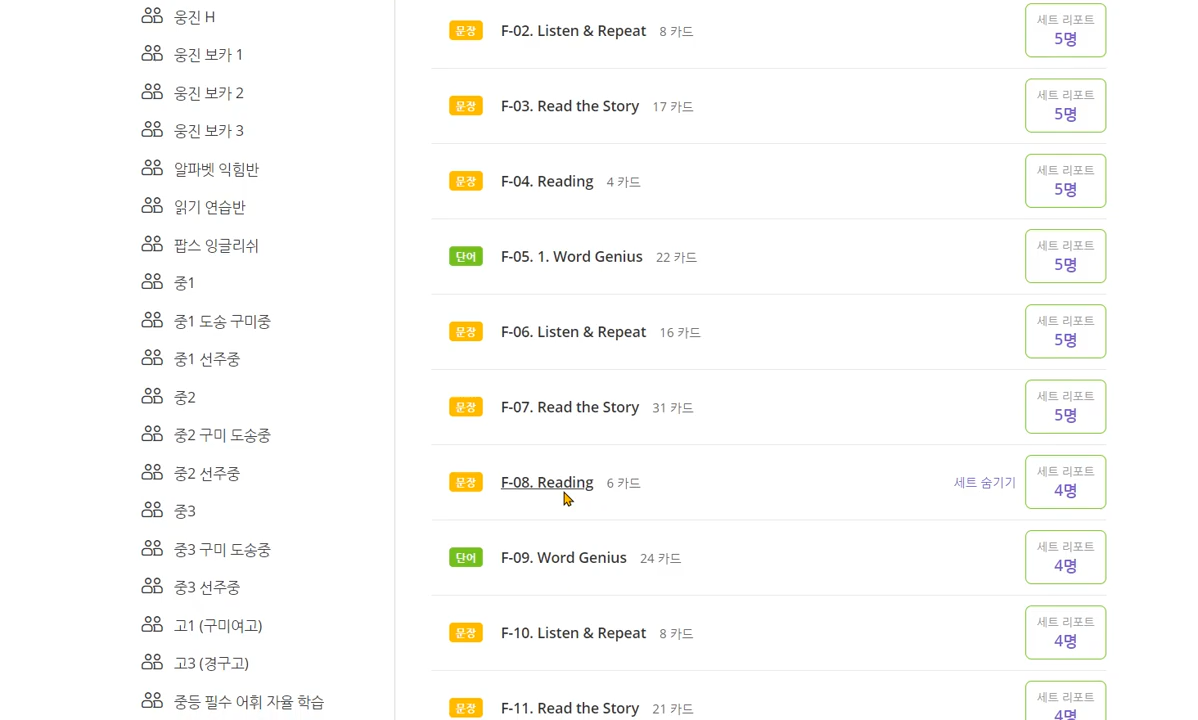 웅진 H
웅진 보카 1
웅진 보카 2
웅진 보카 3
알파벳 익힘반
읽기 연습반
팝스 잉글리쉬
중1
중1 도송 구미중
중1 선주중
중2
중2 구미 도송중
중2 선주중
중3
중3 구미 도송중
중3 선주중
고1 (구미여고)
고3 (경구고)
중등 필수 어휘 자율 학습
문장 F-02. Listen & Repeat 8 카드 세트 리포트
5명
문장 F-03. Read the Story 17 카드 세트 리포트
5명
문장 F-04. Reading 4 카드 세트 리포트
5명
단어 F-05. 1. Word Genius 22 카드 세트 리포트
5명
문장 F-06. Listen & Repeat 16 카드 세트 리포트
5명
문장 F-07. Read the Story 31 카드 세트 리포트
5명
문장 F-08. Reading 6 카드 세트 숨기기 세트 리포트
4명
단어 F-09. Word Genius 24 카드 세트 리포트
4명
문장 F-10. Listen & Repeat 8 카드 세트 리포트
4명
문장 F-11. Read the Story 21 카드 세트 리포트
4명